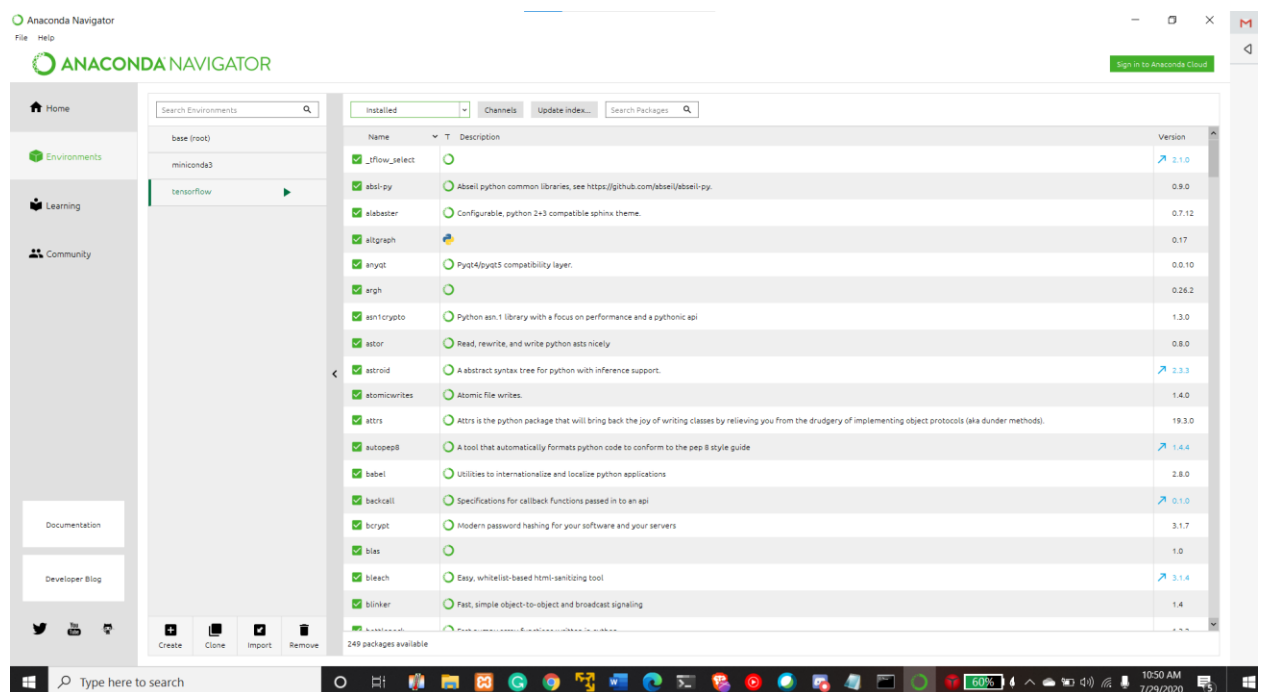 Anaconda Navigator
File Help
ANACONDA NAVIGATOR
Sign in to Anaconda Cloud
Home
Environments
Learning
Community
Documentation
Developer Blog
You Tube
Search Environments
base (root)
miniconda3
tensorflow
Create Clone Import Remove
Installed Channels Update index... Search Packages
Name T Description Version
_tflow_select 2.1.0
absl-py Abseil python common libraries, see https://github.com/abseil/abseil-py. 0.9.0
alabaster Configurable, python 2+3 compatible sphinx theme. 0.7.12
altgraph 0.17
anyqt Pyqt4/pyqt5 compatibility layer. 0.0.10
argh 0.26.2
asn1crypto Python asn.1 library with a focus on performance and a pythonic api 1.3.0
astor Read, rewrite, and write python asts nicely 0.8.0
astroid A abstract syntax tree for python with inference support. 2.3.3
atomicwrites Atomic file writes. 1.4.0
attrs Attrs is the python package that will bring back the joy of writing classes by relieving you from the drudgery of implementing object protocols (aka dunder methods). 19.3.0
autopep8 A tool that automatically formats python code to conform to the pep 8 style guide 1.4.4
babel Utilities to internationalize and localize python applications 2.8.0
backcall Specifications for callback functions passed in to an api 0.1.0
bcrypt Modern password hashing for your software and your servers 3.1.7
blas 1.0
bleach Easy, whitelist-based html-sanitizing tool 3.1.4
blinker Fast, simple object-to-object and broadcast signaling 1.4
249 packages available
Type here to search
60%
10:50 AM
7/29/2020
5